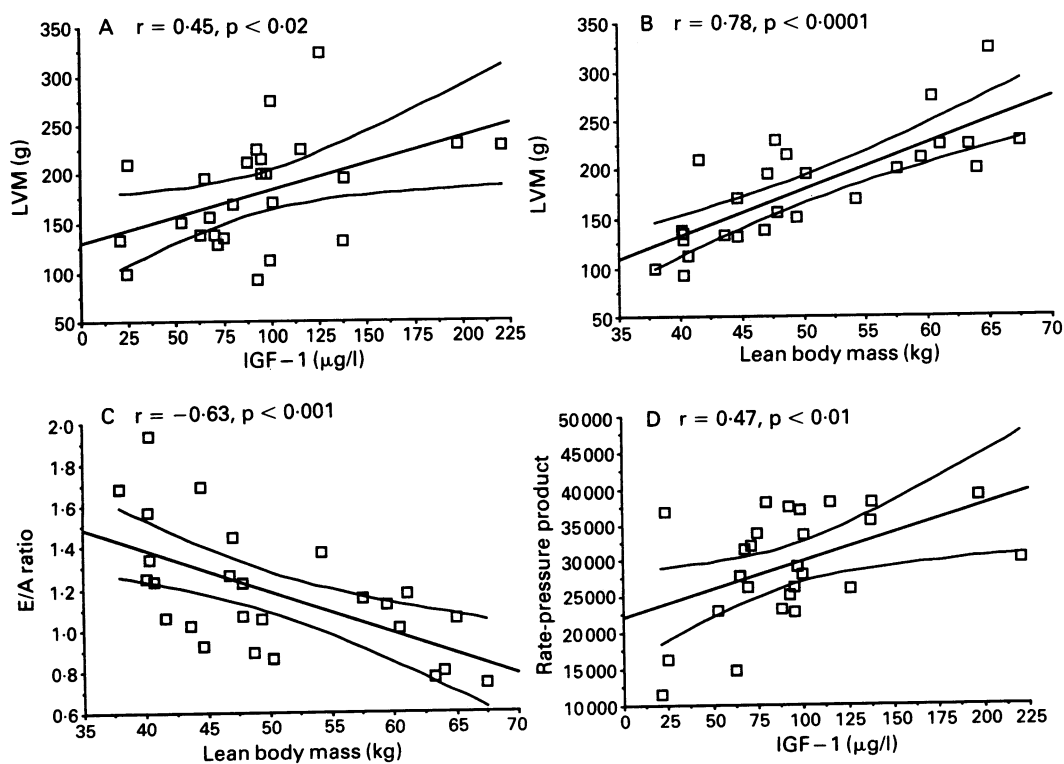 A r = 0·45, p < 0·02
350
300
250
200
150
100
50
LVM (g)
0 25 50 75 100 125 150 175 200 225
IGF – 1 (μg/l)
B r = 0·78, p < 0·0001
350
300
250
200
150
100
50
LVM (g)
35 40 45 50 55 60 65 70
Lean body mass (kg)
C r = –0·63, p < 0·001
2·0
1·8
1·6
1·4
1·2
1·0
0·8
0·6
E/A ratio
35 40 45 50 55 60 65 70
Lean body mass (kg)
D r = 0·47, p < 0·01
50 000
45 000
40 000
35 000
30 000
25 000
20 000
15 000
10 000
Rate-pressure product
0 25 50 75 100 125 150 175 200 225
IGF – 1 (μg/l)